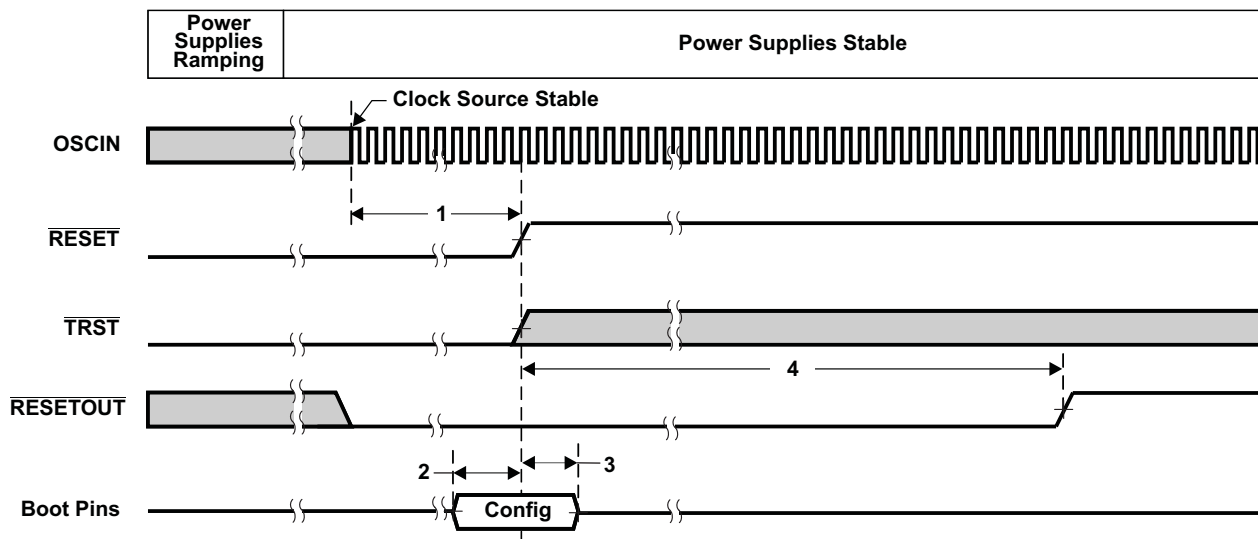 Power
Supplies
Ramping
Power Supplies Stable
Clock Source Stable
OSCIN
1
RESET
TRST
4
RESETOUT
2
3
Boot Pins
Config